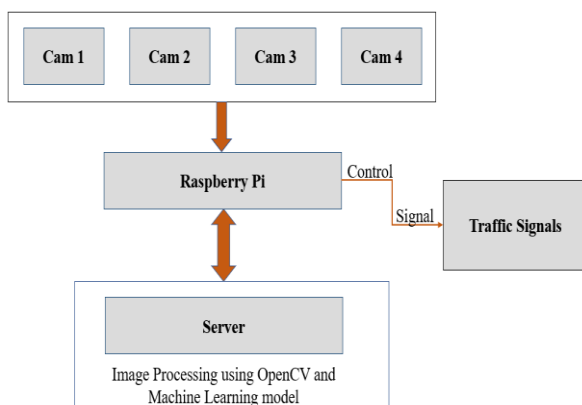 Cam 1
Cam 2
Cam 3
Cam 4
Raspberry Pi
Control
Signal
Traffic Signals
Server
Image Processing using OpenCV and
Machine Learning model